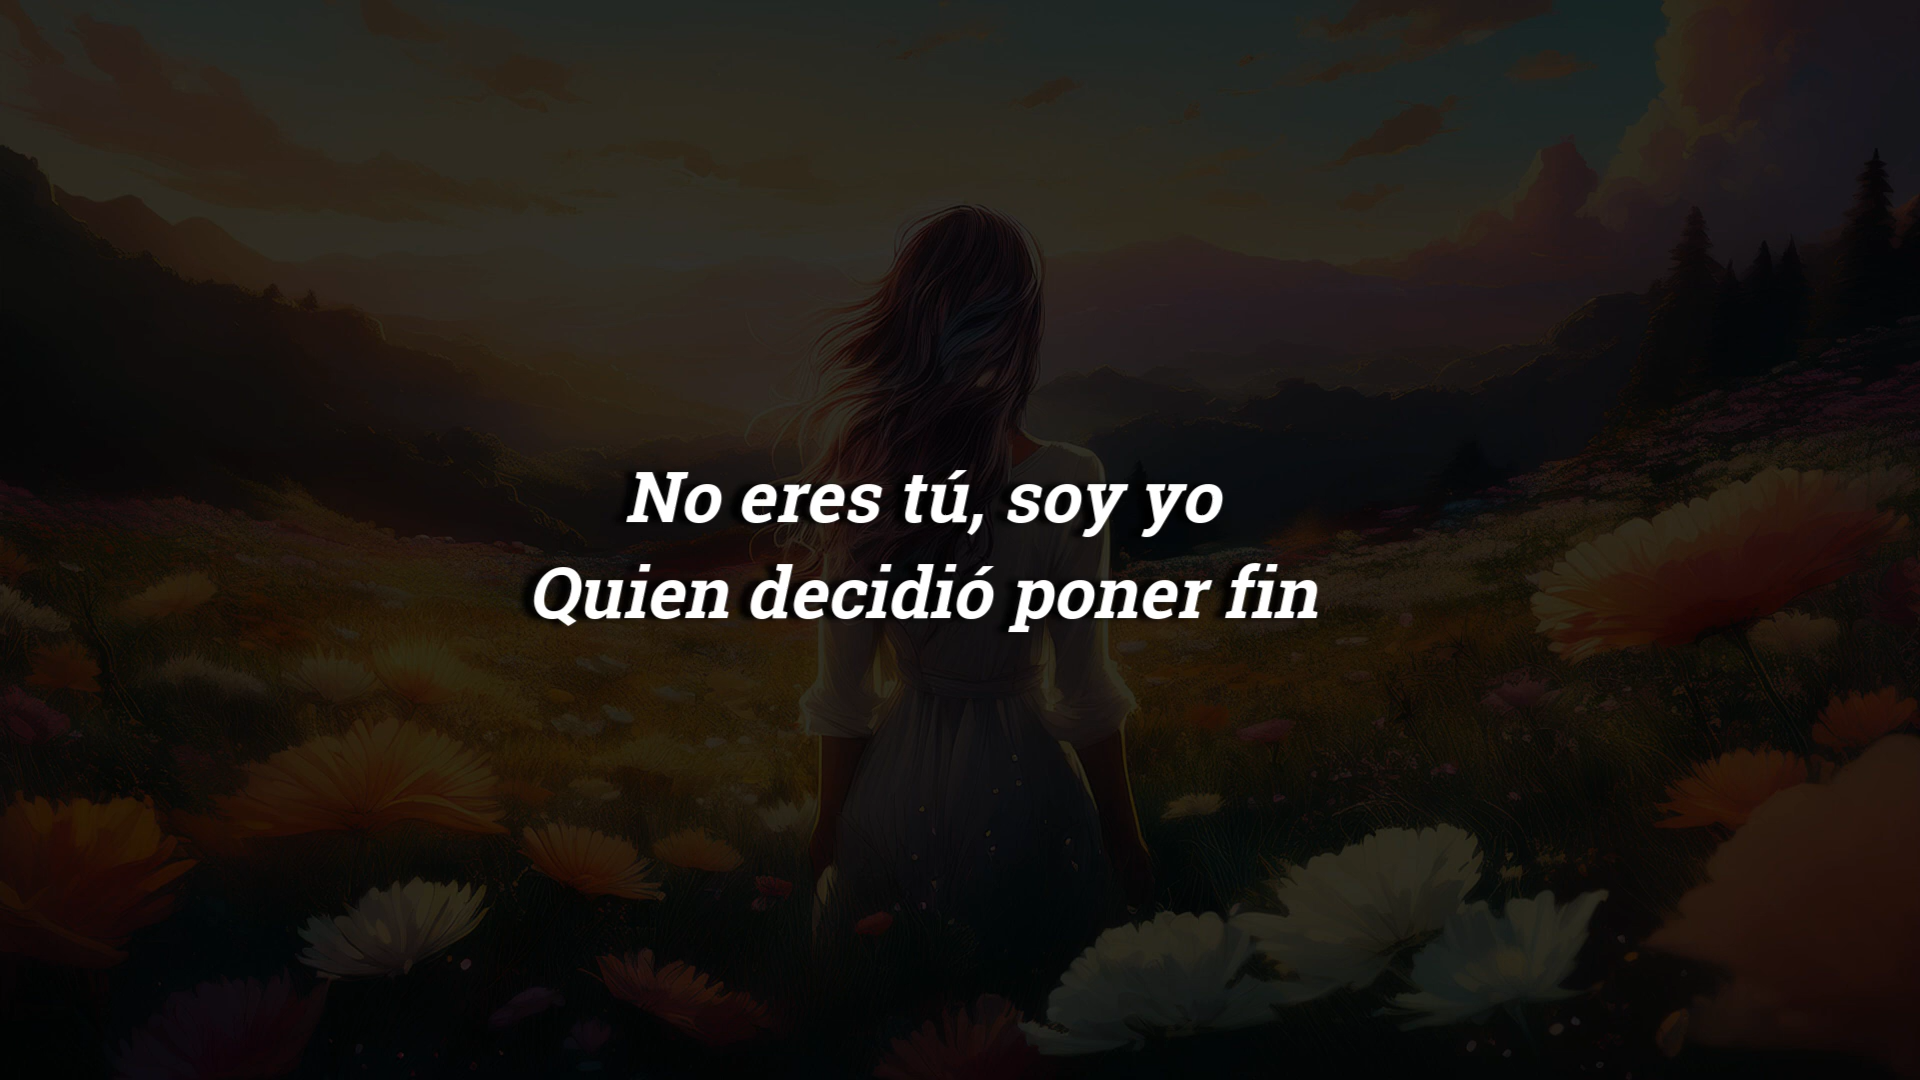 No eres tú, soy yo
Quien decidió poner fin